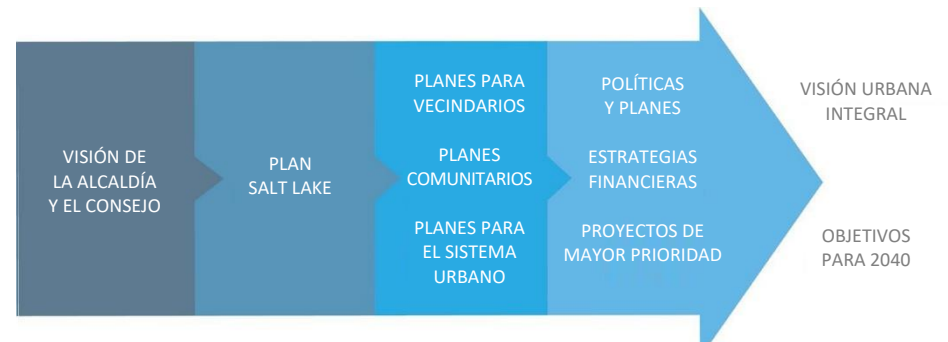 VISIÓN DE
LA ALCALDÍA
Y EL CONSEJO
PLAN
SALT LAKE
PLANES PARA
VECINDARIOS
PLANES
COMUNITARIOS
PLANES PARA
EL SISTEMA
URBANO
POLÍTICAS
Y PLANES
ESTRATEGIAS
FINANCIERAS
PROYECTOS DE
MAYOR PRIORIDAD
VISIÓN URBANA
INTEGRAL
OBJETIVOS
PARA 2040